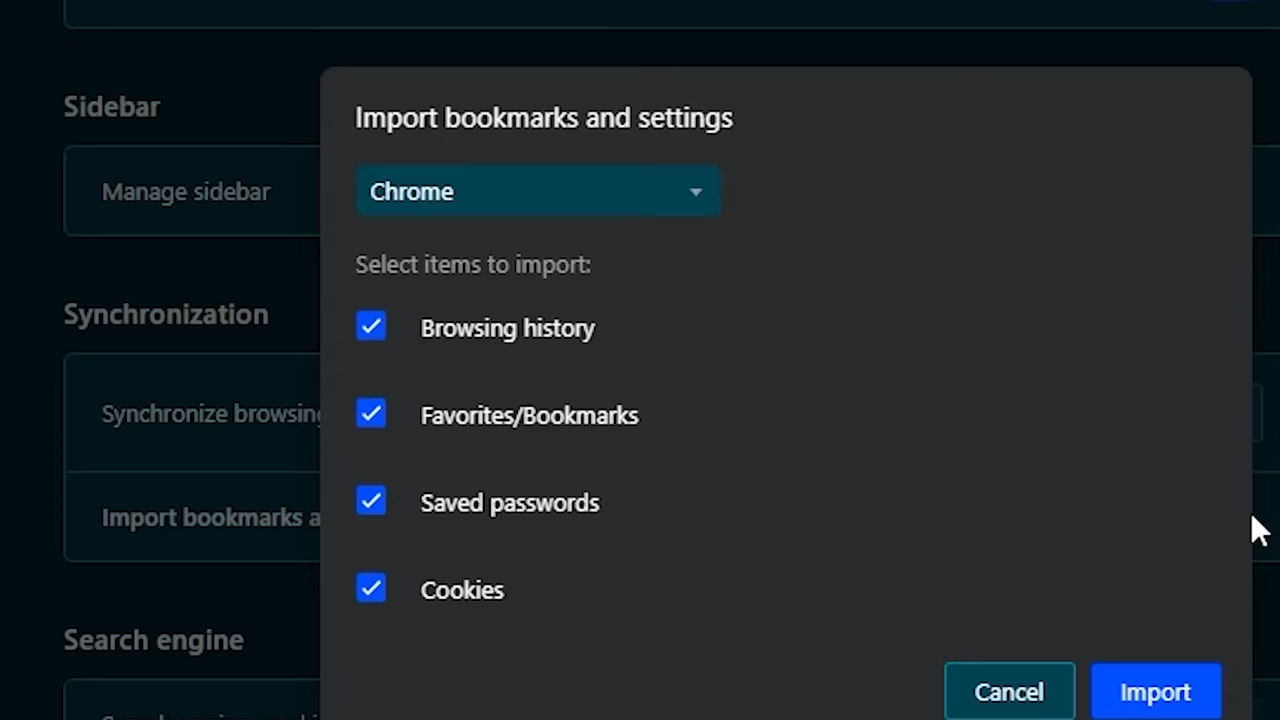 Sidebar
Import bookmarks and settings
Manage sidebar
Chrome
Select items to import:
Synchronization
Browsing history
Synchronize browsing
Favorites/Bookmarks
Saved passwords
Import bookmarks a
Cookies
Search engine
Cancel
Import